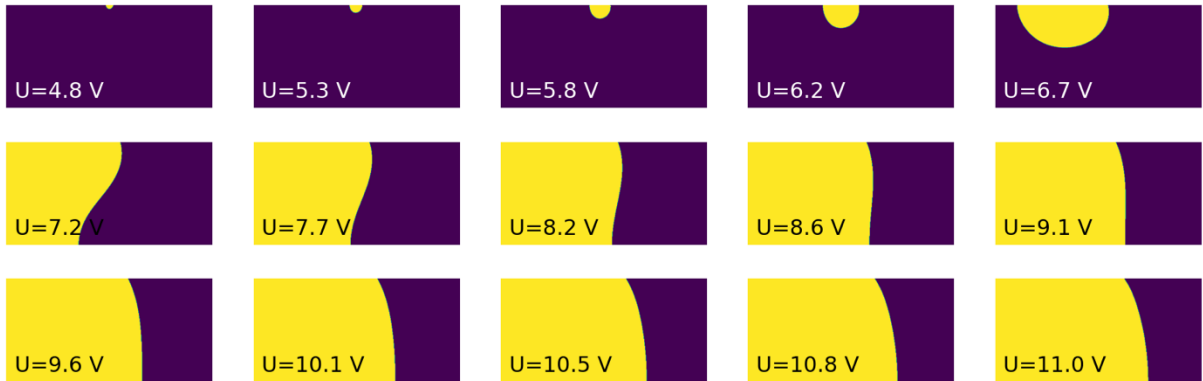 U=4.8 V
U=5.3 V
U=5.8 V
U=6.2 V
U=6.7 V
U=7.2 V
U=7.7 V
U=8.2 V
U=8.6 V
U=9.1 V
U=9.6 V
U=10.1 V
U=10.5 V
U=10.8 V
U=11.0 V